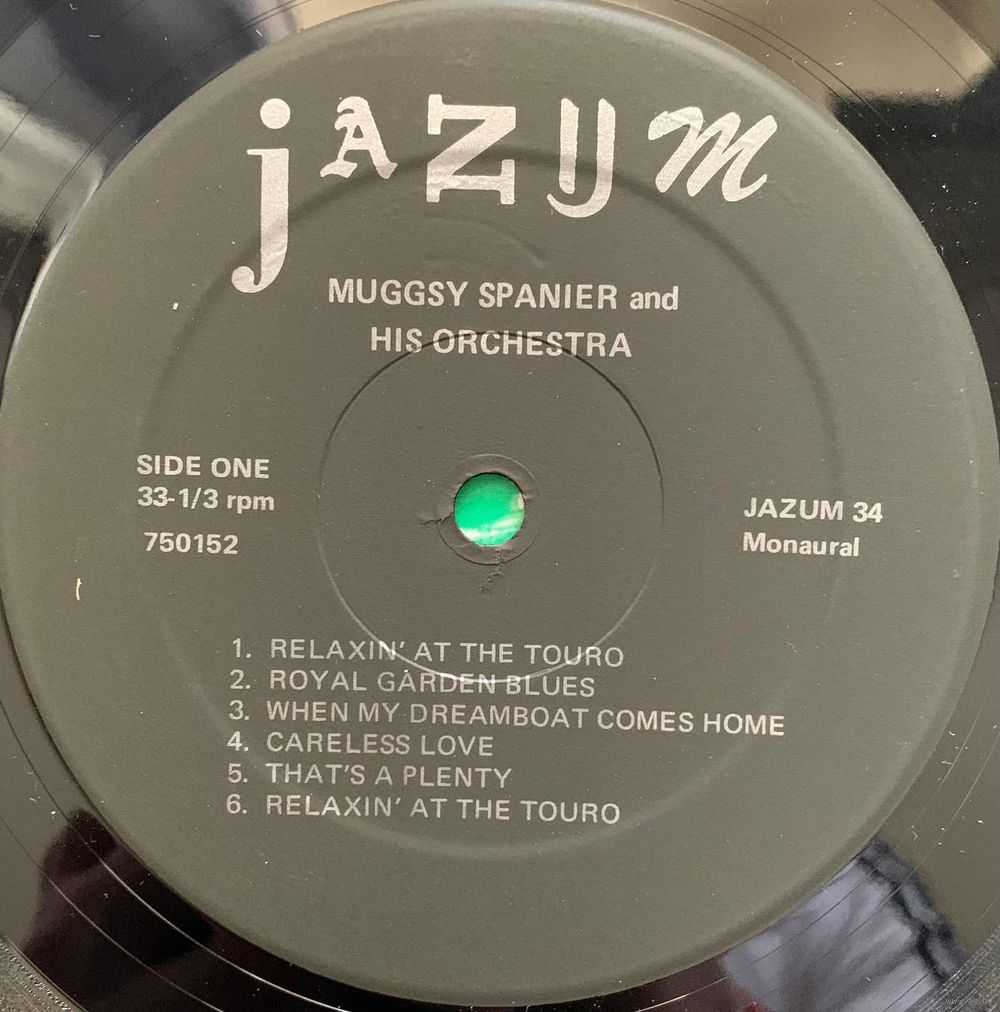 jAZUM
MUGGSY SPANIER and
HIS ORCHESTRA
SIDE ONE
33-1/3 rpm
750152
JAZUM 34
Monaural
1. RELAXIN' AT THE TOURO
2. ROYAL GARDEN BLUES
3. WHEN MY DREAMBOAT COMES HOME
4. CARELESS LOVE
5. THAT'S A PLENTY
6. RELAXIN' AT THE TOURO